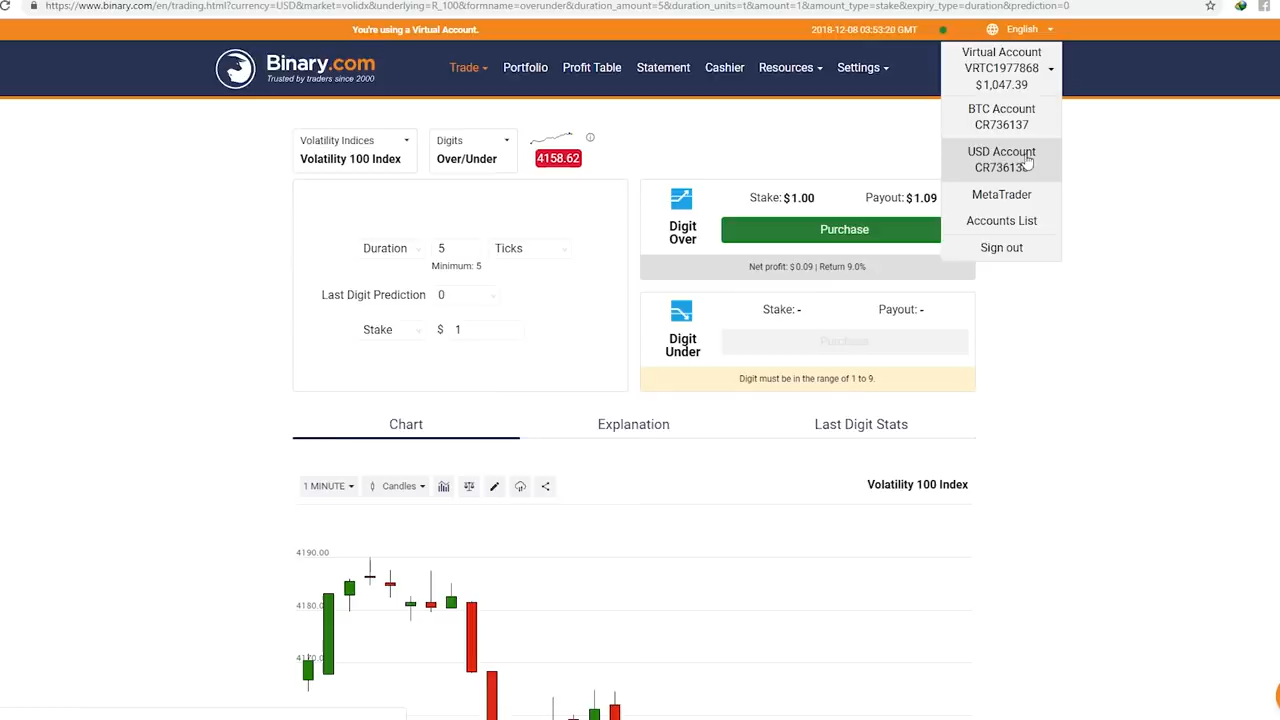 https://www.binary.com/en/trading.html?currency=USD&market=volidx&underlying=R_100&formname=overunder&duration_amount=5&duration_units=t&amount=1&amount_type=stake&expiry_type=duration&prediction=0
You're using a Virtual Account.
2018-12-08 03:53:20 GMT
English
Binary.com
Trusted by traders since 2000
Trade
Portfolio
Profit Table
Statement
Cashier
Resources
Settings
Virtual Account
VRTC1977868
$1,047.39
BTC Account
CR736137
USD Account
MetaTrader
Accounts List
Sign out
Volatility Indices
Volatility 100 Index
Digits
Over/Under
4158.62
Duration
5
Ticks
Minimum: 5
Last Digit Prediction
0
Stake
$
1
Digit
Over
Stake: $1.00
Payout: $1.09
Purchase
Net profit: $0.09 | Return 9.0%
Digit
Under
Stake: -
Payout: -
Purchase
Digit must be in the range of 1 to 9.
Chart
Explanation
Last Digit Stats
1 MINUTE
Candles
Volatility 100 Index
4190.00
4180.0
4170.0